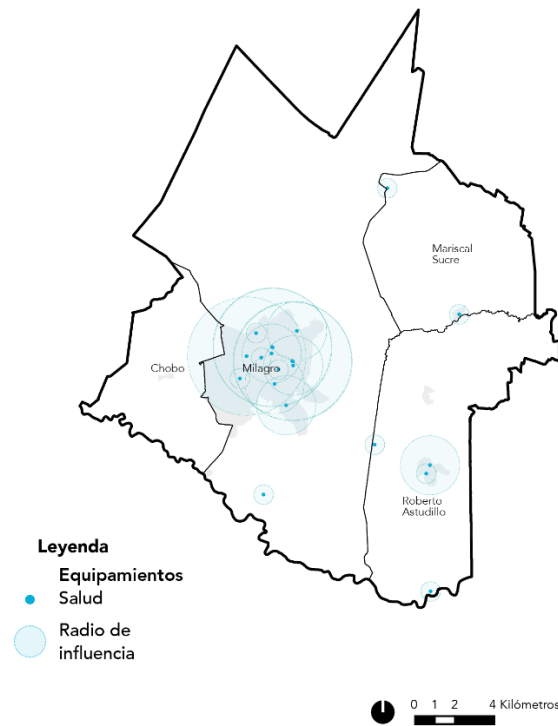 Mariscal
Sucre
Chobo
Milagro
Roberto
Astudillo
Leyenda
Equipamientos
Salud
Radio de
influencia
0 1 2 4 Kilómetros